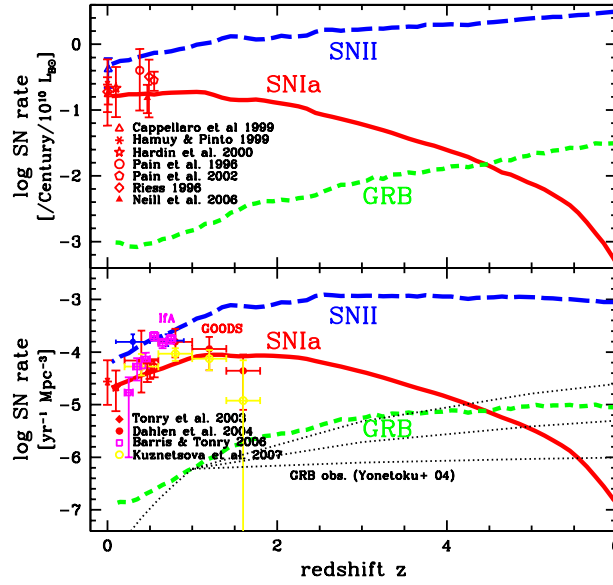 log SN rate
[/Century/10¹⁰ L_B⊙]
0
−1
−2
−3
SNII
SNIa
GRB
Cappellaro et al 1999
Hamuy & Pinto 1999
Hardin et al. 2000
Pain et al. 1996
Pain et al. 2002
Riess 1996
Neill et al. 2006
log SN rate
[yr⁻¹ Mpc⁻³]
−3
−4
−5
−6
−7
IfA
GOODS
SNII
SNIa
GRB
Tonry et al. 2003
Dahlen et al. 2004
Barris & Tonry 2006
Kuznetsova et al. 2007
GRB obs. (Yonetoku+ 04)
0
2
4
6
redshift z